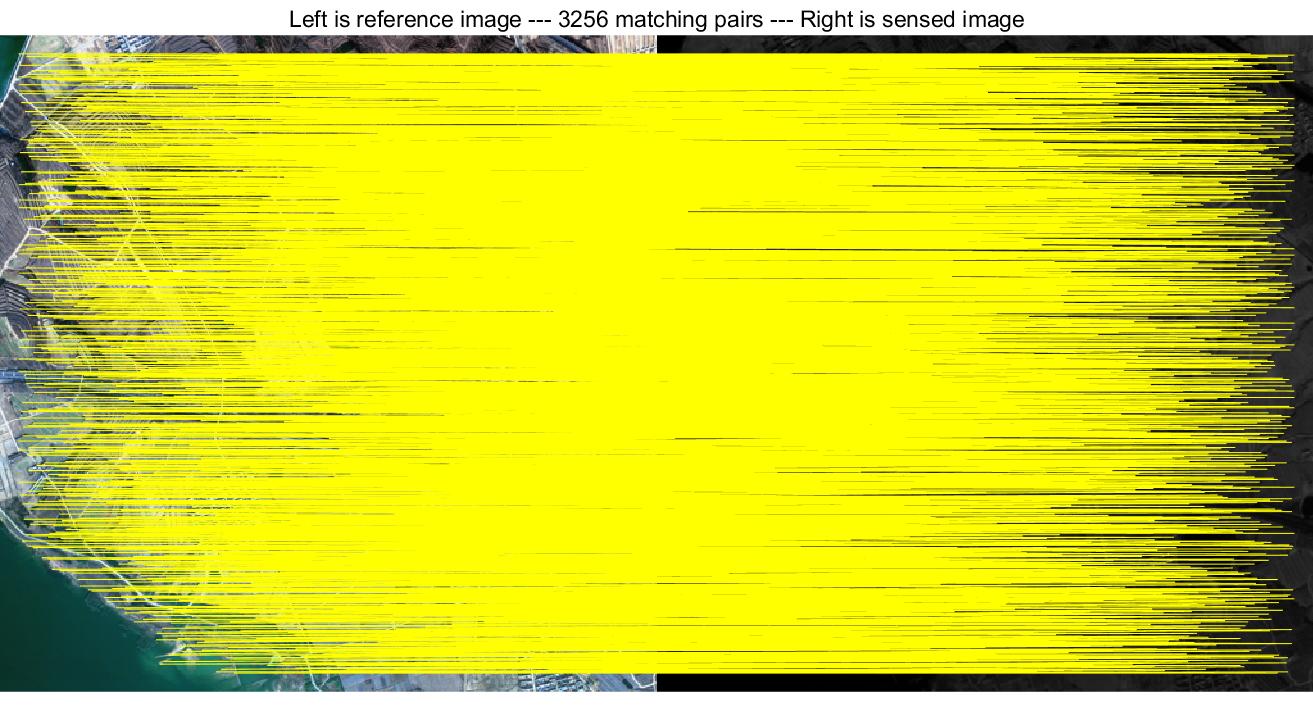 Left is reference image --- 3256 matching pairs --- Right is sensed image